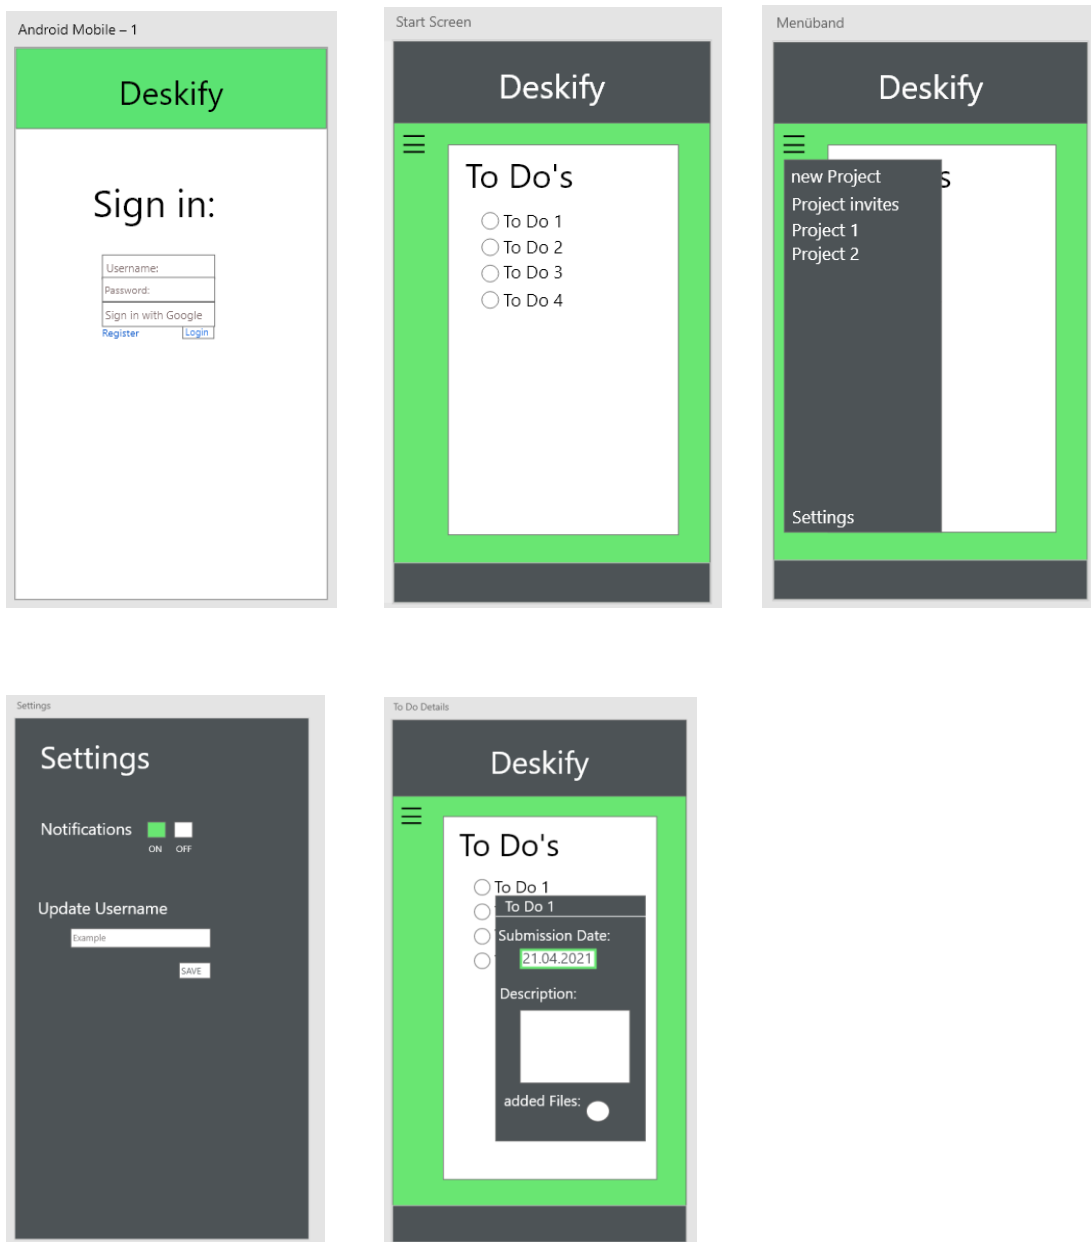 Android Mobile – 1
Deskify
Sign in:
Username:
Password:
Sign in with Google
Register
Login
Start Screen
Deskify
To Do's
To Do 1
To Do 2
To Do 3
To Do 4
Menüband
Deskify
s
new Project
Project invites
Project 1
Project 2
Settings
Settings
Settings
Notifications
ON OFF
Update Username
Example
SAVE
To Do Details
Deskify
To Do's
To Do 1
To Do 1
Submission Date:
21.04.2021
Description:
added Files: